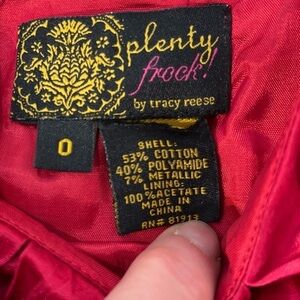 plenty
frock!
by tracy reese
0
SHELL:
53% COTTON
40% POLYAMIDE
7% METALLIC
LINING:
100% ACETATE
MADE IN
CHINA
RN# 81913